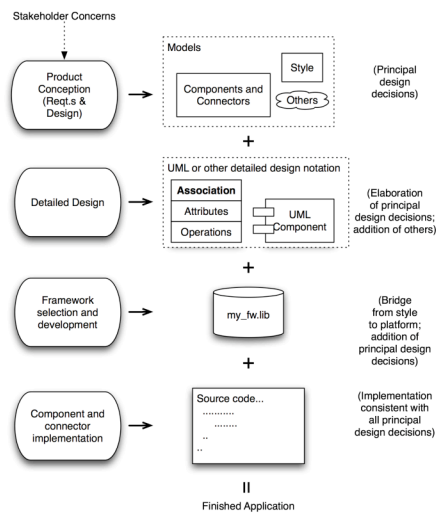 Stakeholder Concerns
Product
Conception
(Reqt.s &
Design)
Models
Components and
Connectors
Style
Others
(Principal
design
decisions)
+
Detailed Design
UML or other detailed design notation
Association
Attributes
Operations
UML
Component
(Elaboration
of principal
design decisions;
addition of others)
+
Framework
selection and
development
my_fw.lib
(Bridge
from style
to platform;
addition of
principal design
decisions)
+
Component and
connector
implementation
Source code...
...........
........
..
..
(Implementation
consistent with
all principal
design decisions)
=
Finished Application